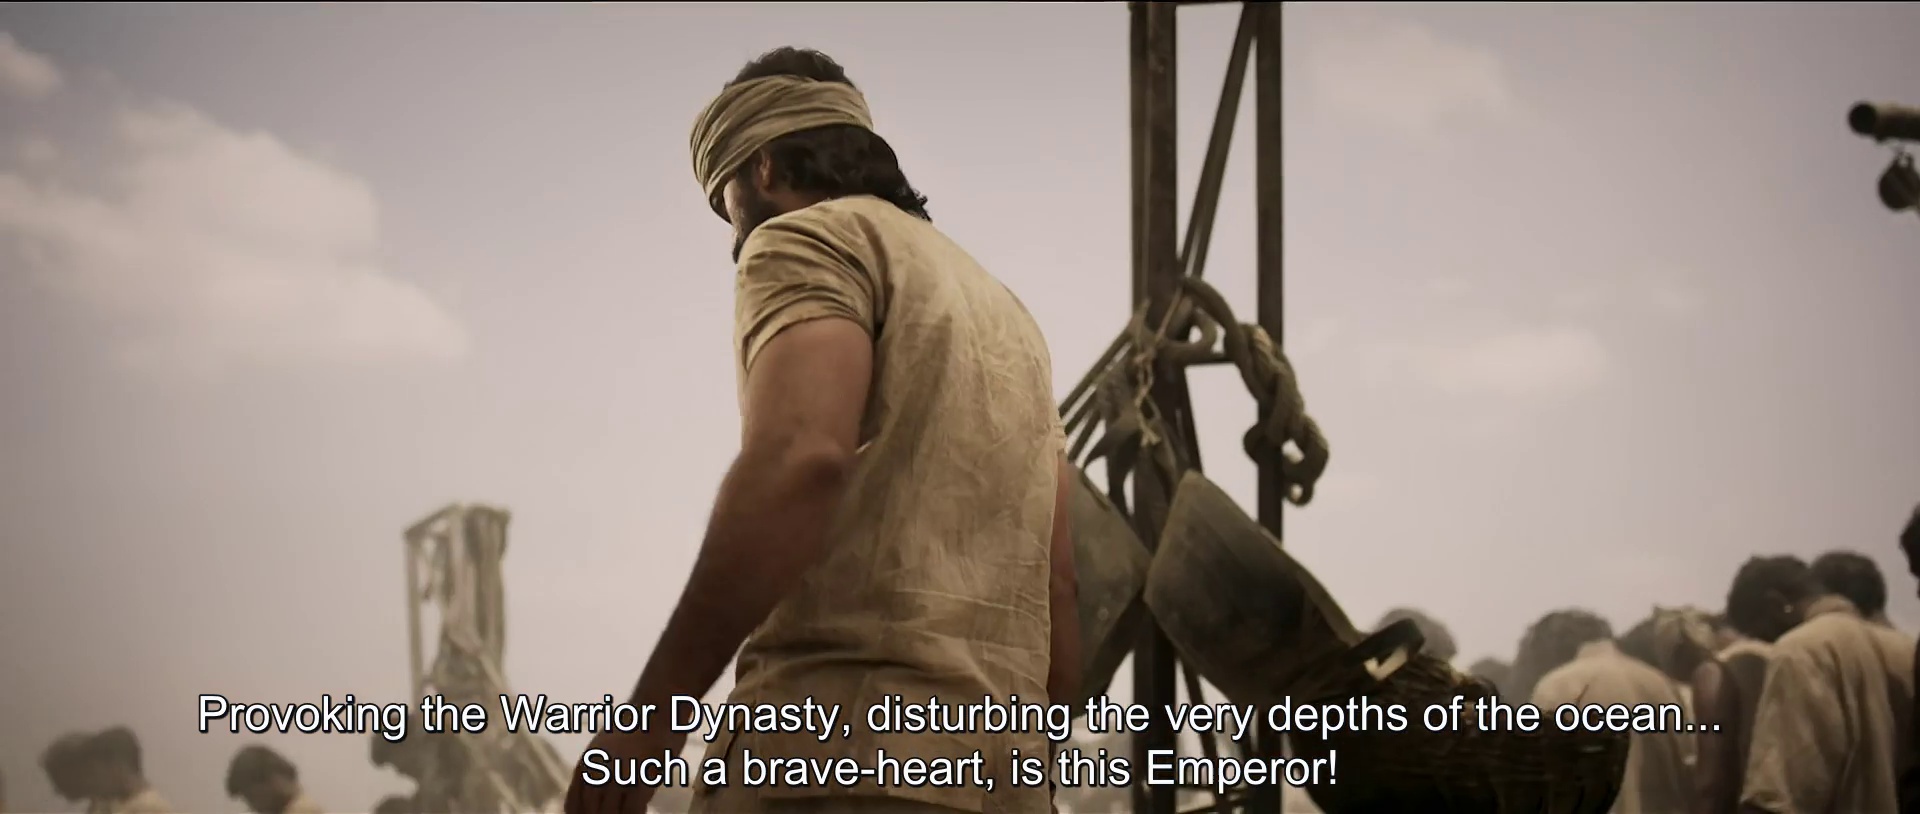 Provoking the Warrior Dynasty, disturbing the very depths of the ocean...
Such a brave-heart, is this Emperor!